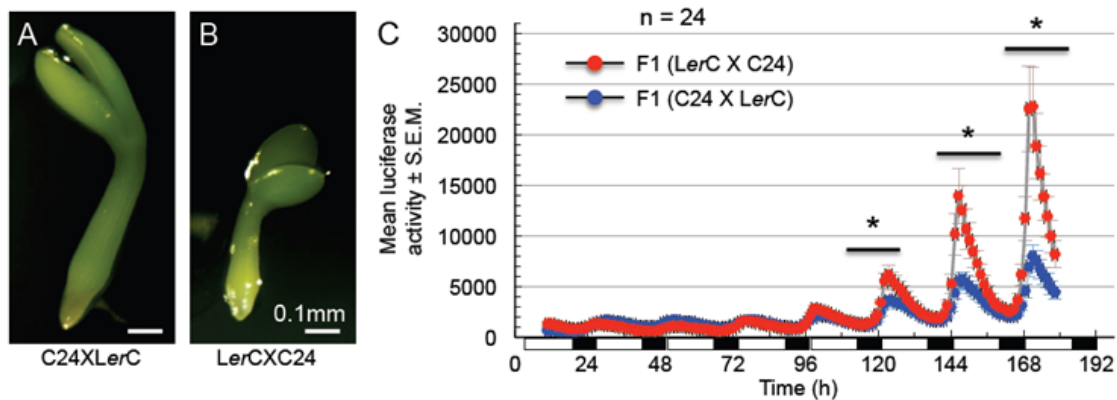 A
B
0.1mm
C24XLerC
LerCXC24
C
n = 24
F1 (LerC X C24)
F1 (C24 X LerC)
*
*
*
Mean luciferase
activity ± S.E.M.
30000
25000
20000
15000
10000
5000
0
0 24 48 72 96 120 144 168 192
Time (h)